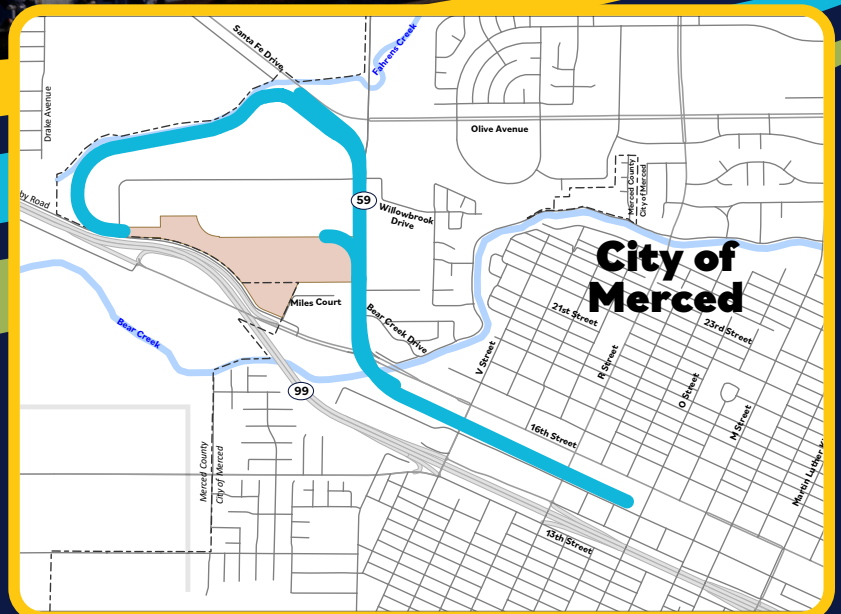 Santa Fe Drive
Fahrens Creek
Drake Avenue
Olive Avenue
Merced County
City of Merced
by Road
59
Willowbrook
Drive
City of
Merced
Miles Court
Bear Creek Drive
21st Street
23rd Street
Bear Creek
V Street
R Street
O Street
M Street
99
16th Street
Martin Luther
Merced County
City of Merced
13th Street